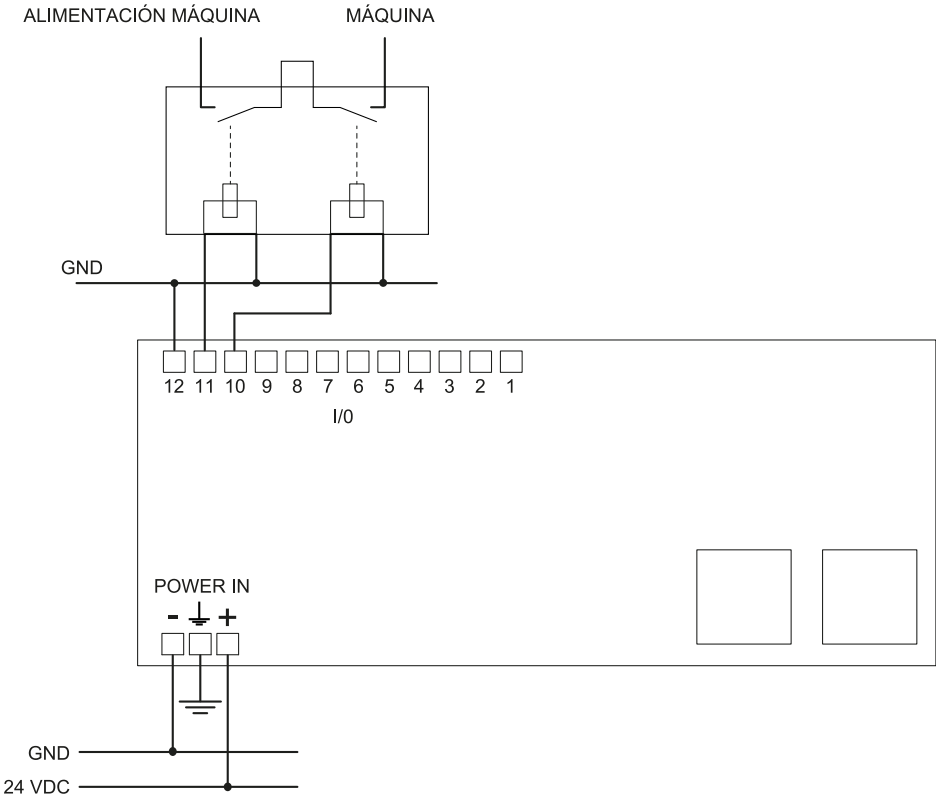 ALIMENTACIÓN MÁQUINA MÁQUINA
GND
12 11 10 9 8 7 6 5 4 3 2 1
I/0
POWER IN
- +
GND
24 VDC